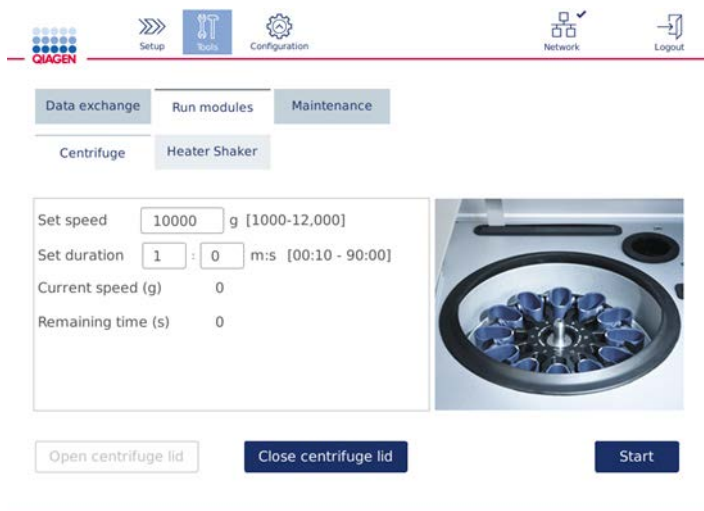 QIAGEN
Setup
Tools
Configuration
Network
Logout
Data exchange
Run modules
Maintenance
Centrifuge
Heater Shaker
Set speed 10000 g [1000-12,000]
Set duration 1 : 0 m:s [00:10 - 90:00]
Current speed (g) 0
Remaining time (s) 0
Open centrifuge lid
Close centrifuge lid
Start